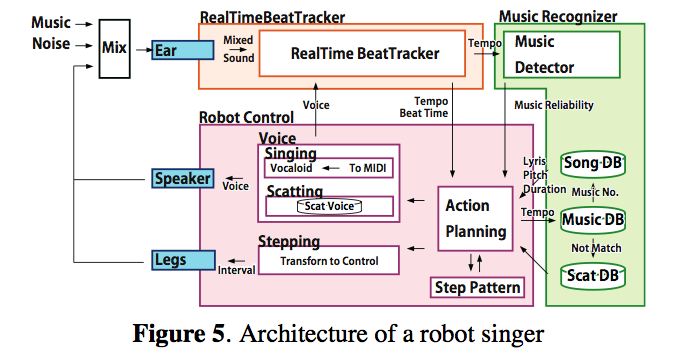 RealTimeBeatTracker
Music Recognizer
Music
Noise
Mix
Ear
Mixed
Sound
RealTime BeatTracker
Tempo
Music
Detector
Voice
Tempo
Beat Time
Music Reliability
Robot Control
Voice
Singing
Vocaloid
To MIDI
Scatting
Scat Voice
Speaker
Voice
Action
Planning
Lyris
Pitch
Duration
Song DB
Music No.
Tempo
Music DB
Not Match
Scat DB
Stepping
Transform to Control
Legs
Interval
Step Pattern
Figure 5. Architecture of a robot singer